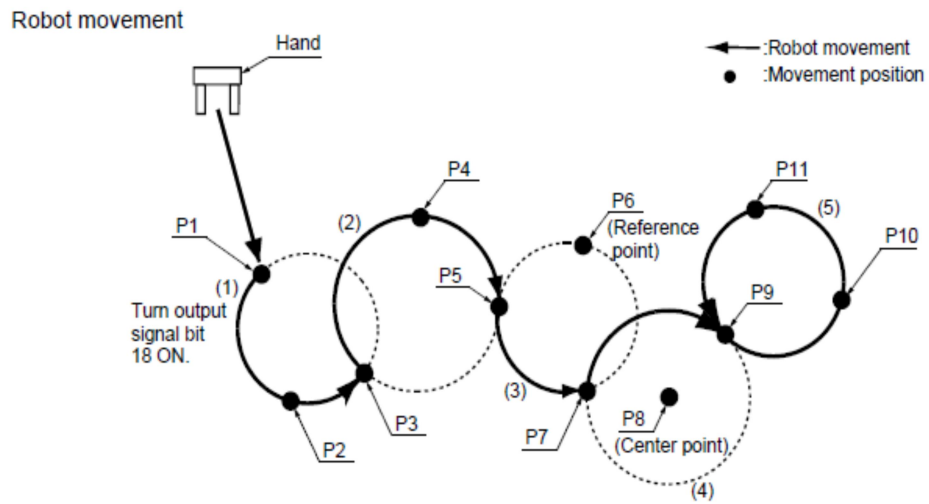 Robot movement
Hand
:Robot movement
:Movement position
P4
P11
P6
(5)
P1
(2)
(Reference
point)
P10
(1)
P5
P9
Turn output
signal bit
18 ON.
(3)
P8
P3
P7
(Center point)
P2
(4)